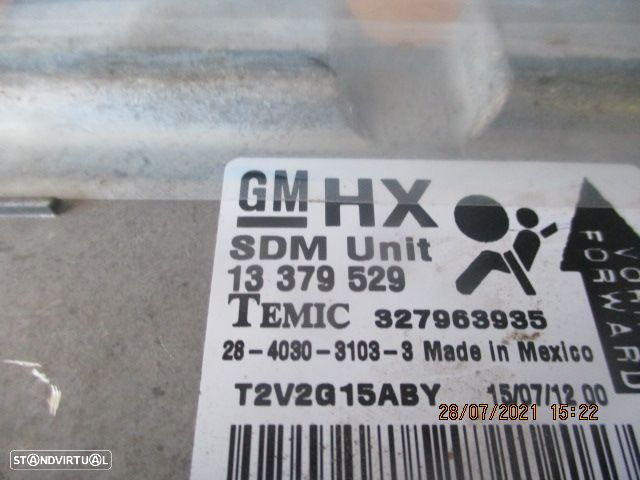 GM HX
SDM Unit
13 379 529
TEMIC 327963935
28-4030-3103-3 Made in Mexico
T2V2G15ABY 15/07/12 00
FORWARD
28/07/2021 15:22
STANDVIRTUAL